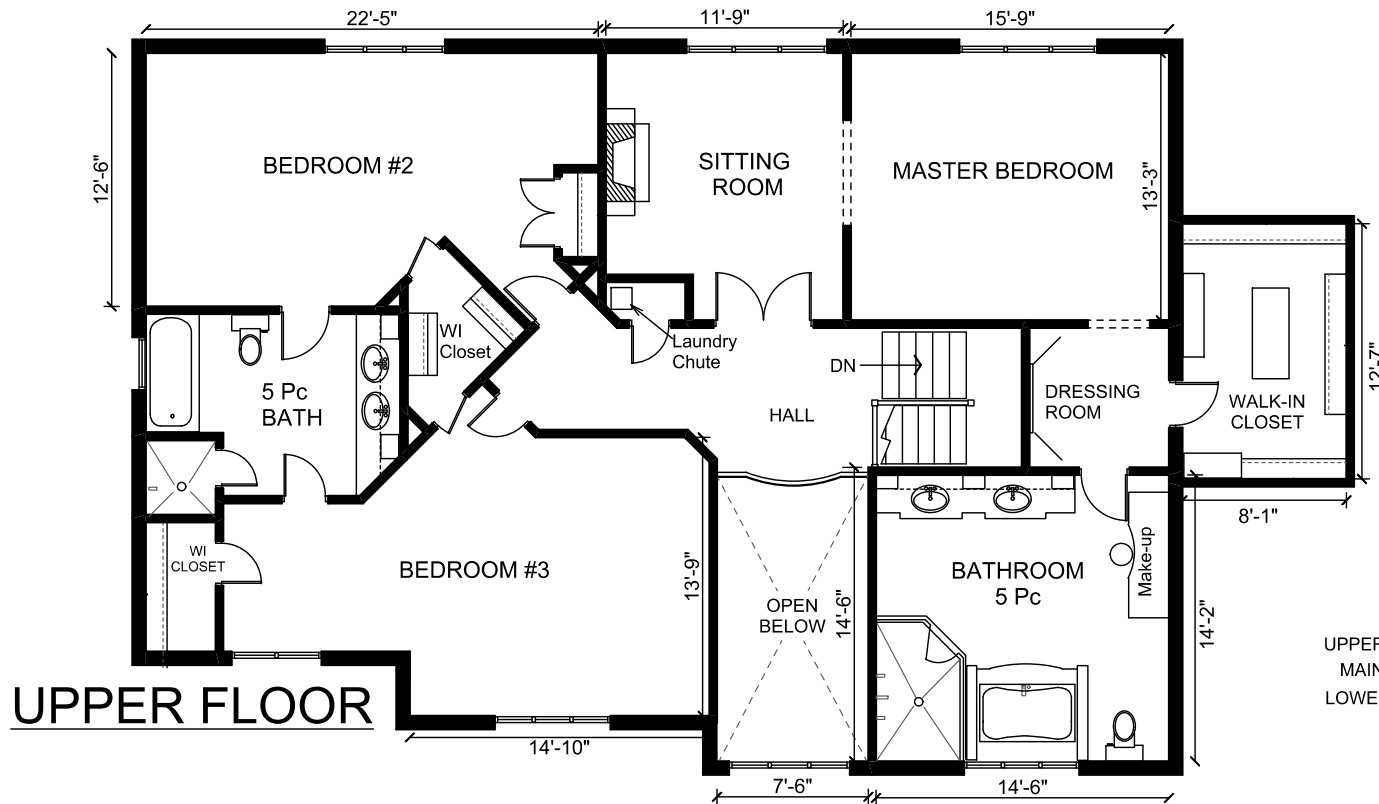 22'-5"
11'-9"
15'-9"
12'-6"
BEDROOM #2
SITTING
ROOM
MASTER BEDROOM
13'-3"
WI
Closet
Laundry
Chute
DN
5 Pc
BATH
HALL
DRESSING
ROOM
WALK-IN
CLOSET
12'-7"
8'-1"
WI
CLOSET
BEDROOM #3
13'-9"
OPEN
BELOW
14'-6"
BATHROOM
5 Pc
Make-up
14'-2"
UPPER
MAIN
LOWE
UPPER FLOOR
14'-10"
7'-6"
14'-6"